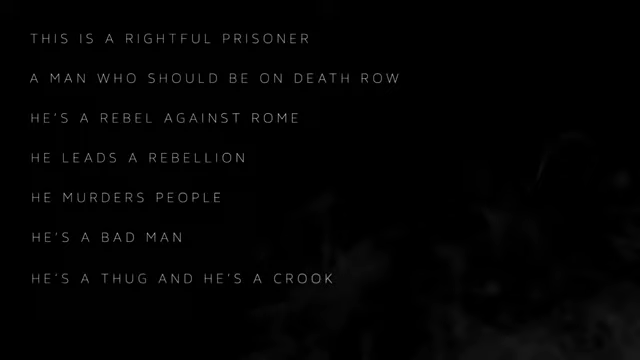 THIS IS A RIGHTFUL PRISONER
A MAN WHO SHOULD BE ON DEATH ROW
HE'S A REBEL AGAINST ROME
HE LEADS A REBELLION
HE MURDERS PEOPLE
HE'S A BAD MAN
HE'S A THUG AND HE'S A CROOK